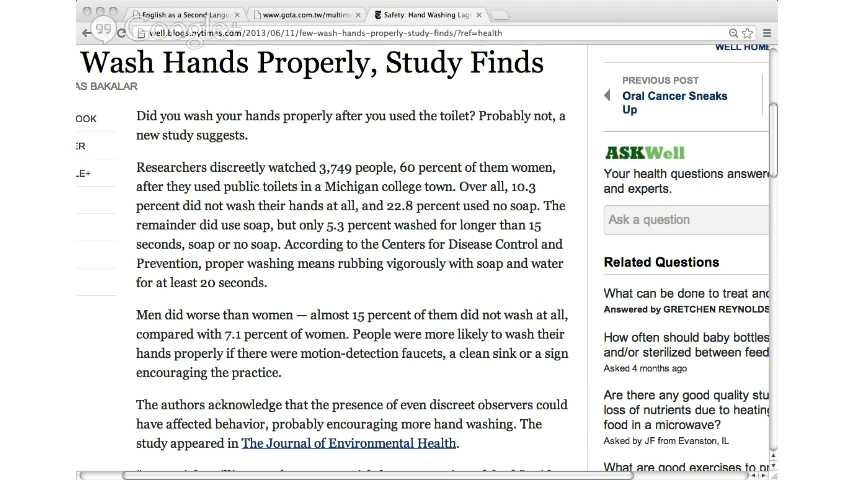 English as a Second Langu
www.gota.com.tw/multime
Safety: Hand Washing Lags
Google+
well.blogs.nytimes.com/2013/06/11/few-wash-hands-properly-study-finds/?ref=health
Wash Hands Properly, Study Finds
AS BAKALAR
OOK
ER
LE+
Did you wash your hands properly after you used the toilet? Probably not, a
new study suggests.
Researchers discreetly watched 3,749 people, 60 percent of them women,
after they used public toilets in a Michigan college town. Over all, 10.3
percent did not wash their hands at all, and 22.8 percent used no soap. The
remainder did use soap, but only 5.3 percent washed for longer than 15
seconds, soap or no soap. According to the Centers for Disease Control and
Prevention, proper washing means rubbing vigorously with soap and water
for at least 20 seconds.
Men did worse than women — almost 15 percent of them did not wash at all,
compared with 7.1 percent of women. People were more likely to wash their
hands properly if there were motion-detection faucets, a clean sink or a sign
encouraging the practice.
The authors acknowledge that the presence of even discreet observers could
have affected behavior, probably encouraging more hand washing. The
study appeared in The Journal of Environmental Health.
WELL HOME
PREVIOUS POST
Oral Cancer Sneaks
Up
ASKWell
Your health questions answere
and experts.
Ask a question
Related Questions
What can be done to treat and
Answered by GRETCHEN REYNOLDS
How often should baby bottles
and/or sterilized between feed
Asked 4 months ago
Are there any good quality stu
loss of nutrients due to heating
food in a microwave?
Asked by JF from Evanston, IL
What are good exercises to pr